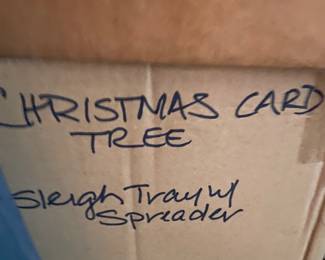 CHRISTMAS CARD
TREE
Sleigh Tray w/
Spreader